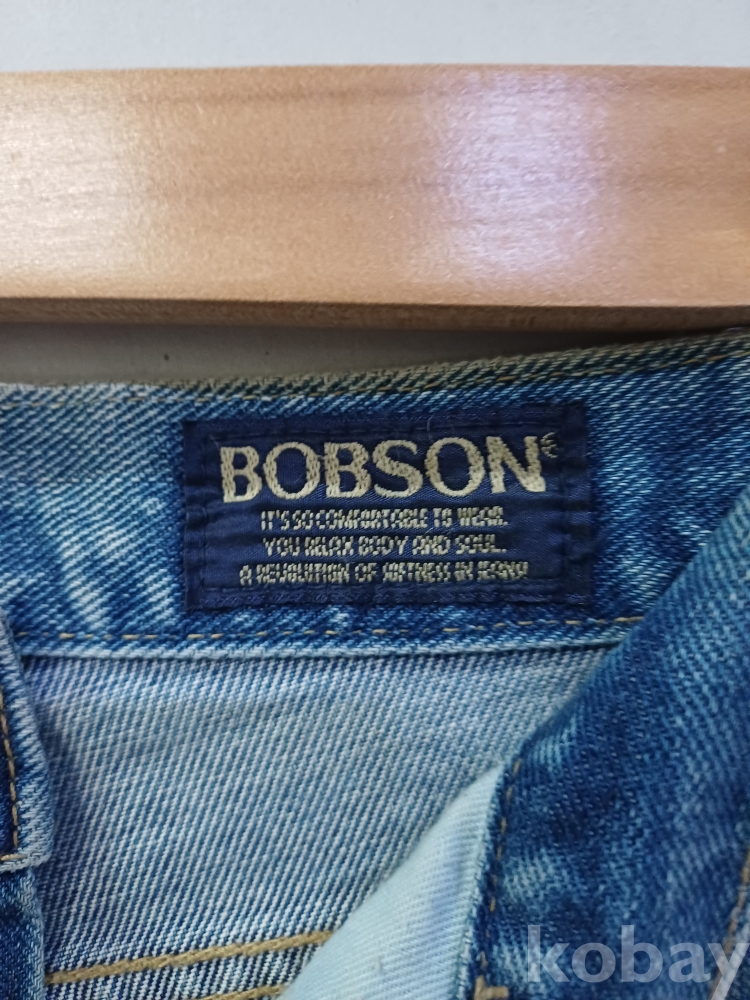 BOBSON
IT'S SO COMFORTABLE TO WEAR.
YOU RELAX BODY AND SOUL.
A REVOLUTION OF SOFTNESS IN JEANS!
kobay